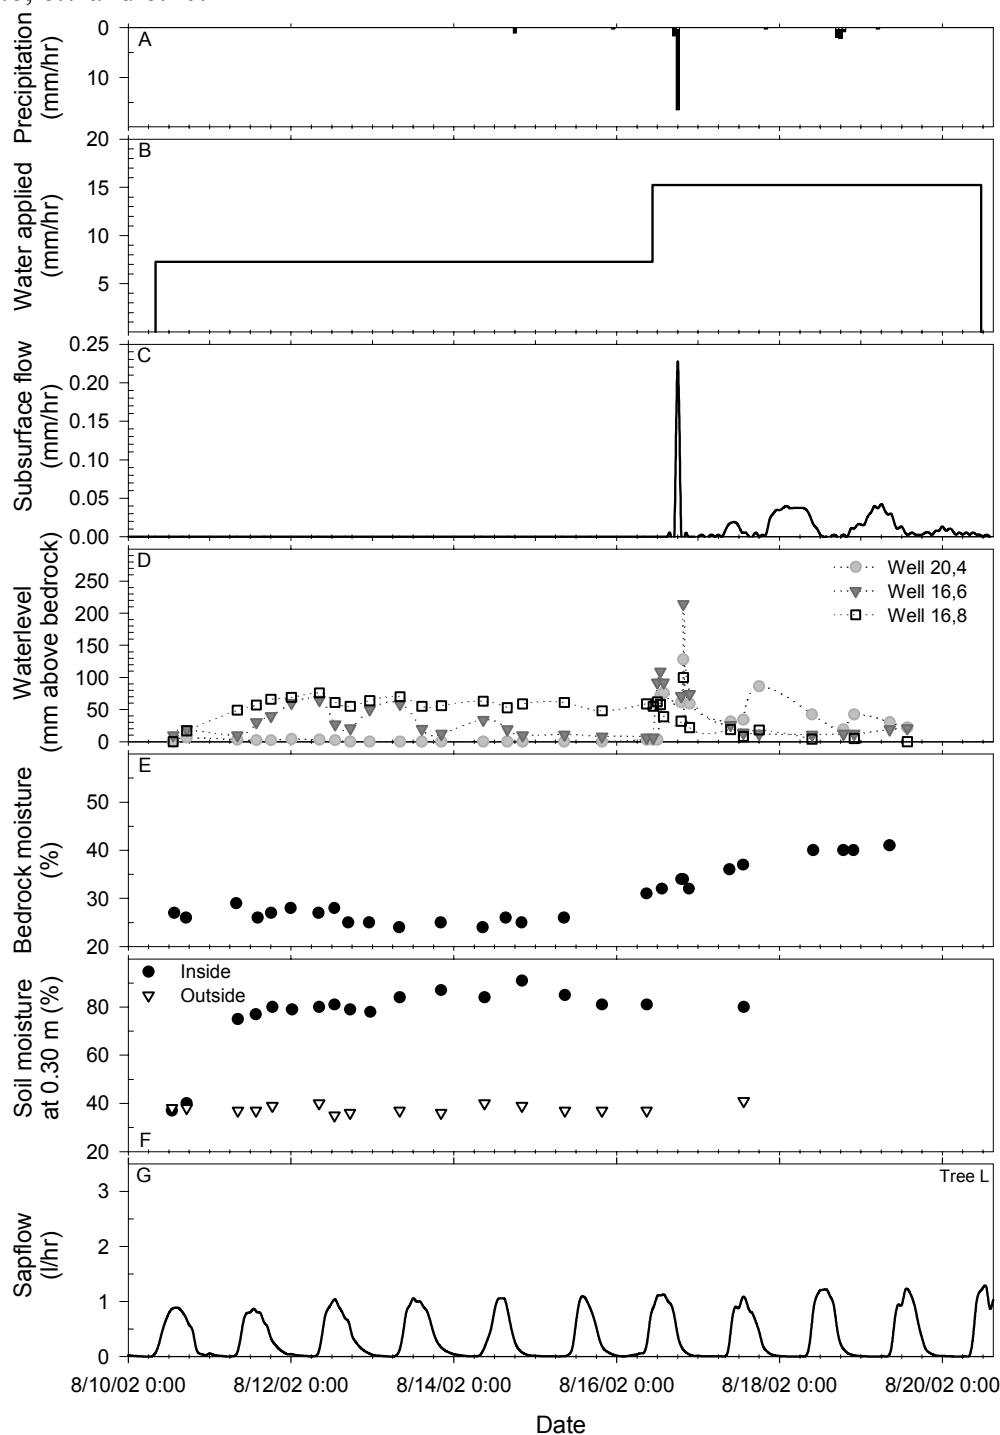 A
Precipitation
(mm/hr)
0
10
B
Water applied
(mm/hr)
20
15
10
5
C
Subsurface flow
(mm/hr)
0.25
0.20
0.15
0.10
0.05
0.00
D
Waterlevel
(mm above bedrock)
250
200
150
100
50
0
Well 20,4
Well 16,6
Well 16,8
E
Bedrock moisture
(%)
50
40
30
20
Inside
Outside
Soil moisture
at 0.30 m (%)
80
60
40
20
F
G
Tree L
Sapflow
(l/hr)
3
2
1
0
8/10/02 0:00
8/12/02 0:00
8/14/02 0:00
8/16/02 0:00
8/18/02 0:00
8/20/02 0:00
Date